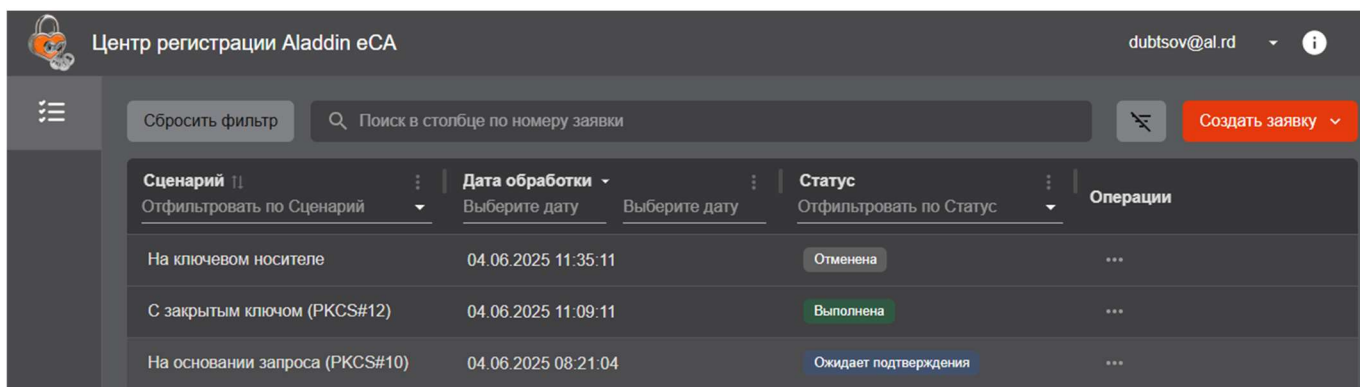 Центр регистрации Aladdin eCA dubtsov@al.rd
Сбросить фильтр Поиск в столбце по номеру заявки Создать заявку
Сценарий Дата обработки Статус Операции
Отфильтровать по Сценарий Выберите дату Выберите дату Отфильтровать по Статус
На ключевом носителе 04.06.2025 11:35:11 Отменена
С закрытым ключом (PKCS#12) 04.06.2025 11:09:11 Выполнена
На основании запроса (PKCS#10) 04.06.2025 08:21:04 Ожидает подтверждения